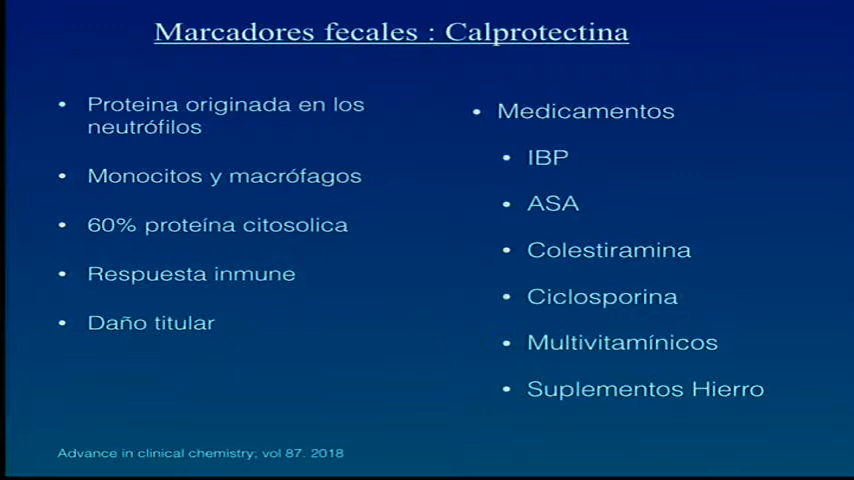 Marcadores fecales : Calprotectina
• Proteina originada en los
neutrófilos
• Monocitos y macrófagos
• 60% proteína citosolica
• Respuesta inmune
• Daño titular
• Medicamentos
• IBP
• ASA
• Colestiramina
• Ciclosporina
• Multivitamínicos
• Suplementos Hierro
Advance in clinical chemistry; vol 87. 2018